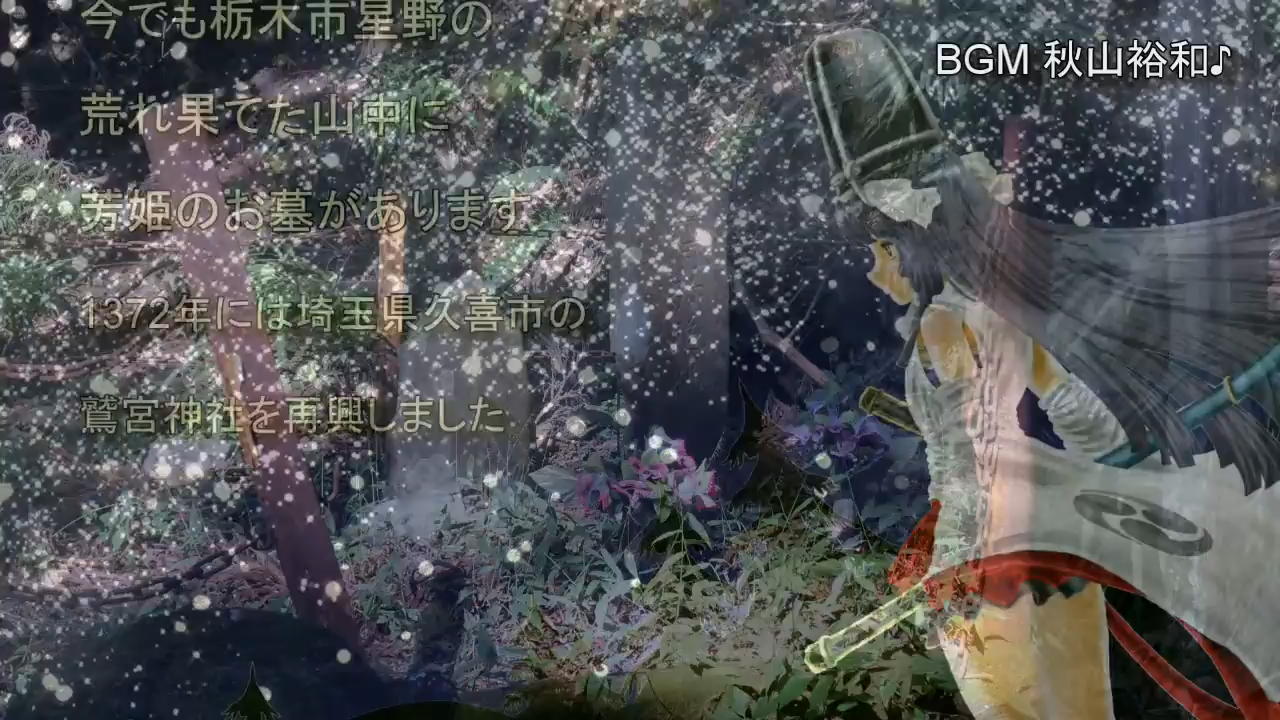 今でも栃木市星野の
BGM 秋山裕和♪
荒れ果てた山中に
芳姫のお墓があります
1372年には埼玉県久喜市の
鷲宮神社を再興しました